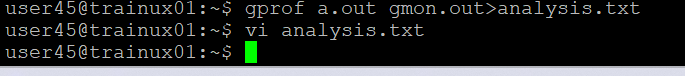 user45@trainux01:~$ gprof a.out gmon.out>analysis.txt
user45@trainux01:~$ vi analysis.txt
user45@trainux01:~$